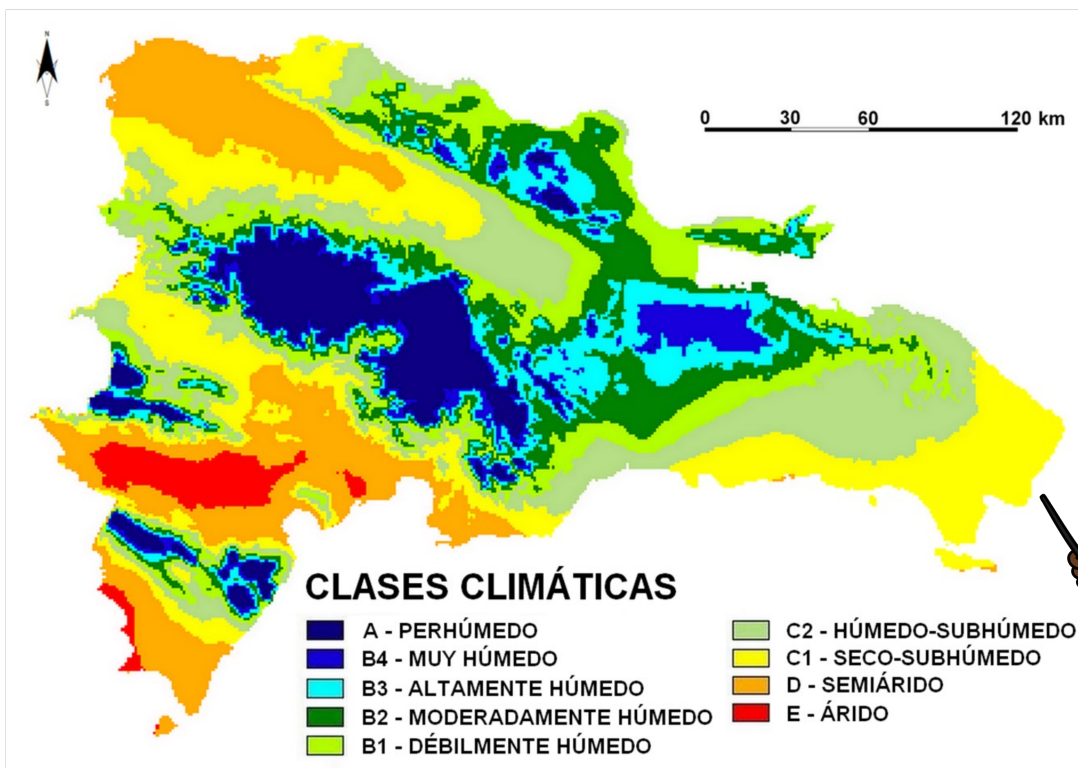 N
S
0 30 60 120 km
CLASES CLIMÁTICAS
A - PERHÚMEDO
B4 - MUY HÚMEDO
B3 - ALTAMENTE HÚMEDO
B2 - MODERADAMENTE HÚMEDO
B1 - DÉBILMENTE HÚMEDO
C2 - HÚMEDO-SUBHÚMEDO
C1 - SECO-SUBHÚMEDO
D - SEMIÁRIDO
E - ÁRIDO